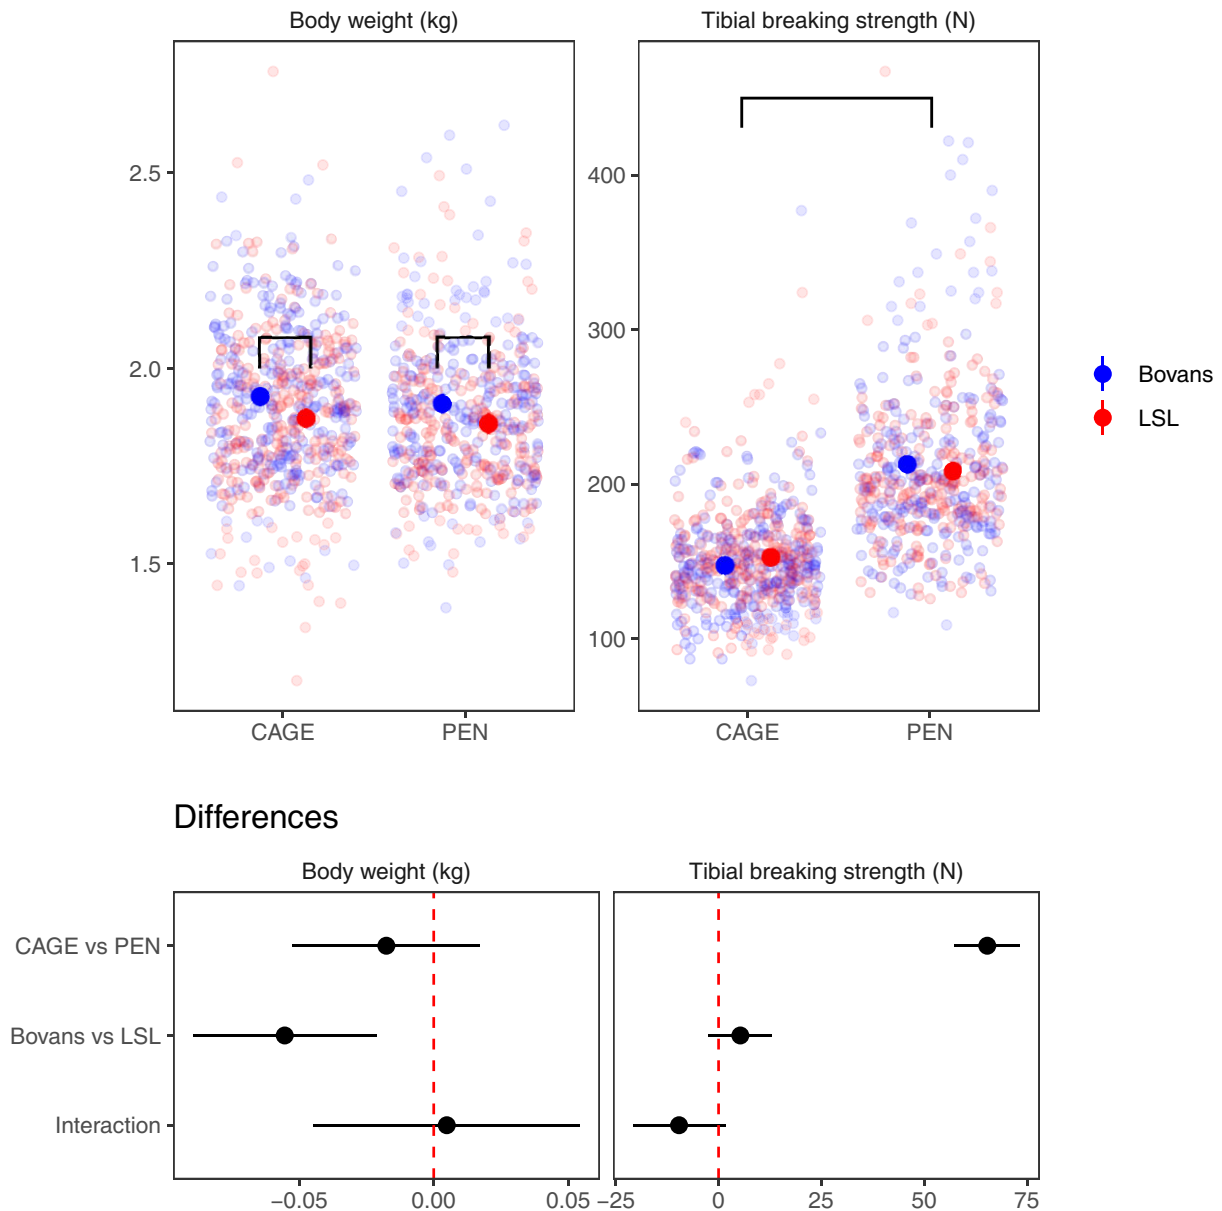 Body weight (kg)
Tibial breaking strength (N)
2.5
2.0
1.5
400
300
200
100
CAGE
PEN
CAGE
PEN
Bovans
LSL
Differences
Body weight (kg)
Tibial breaking strength (N)
CAGE vs PEN
Bovans vs LSL
Interaction
−0.05
0.00
0.05
−25
0
25
50
75